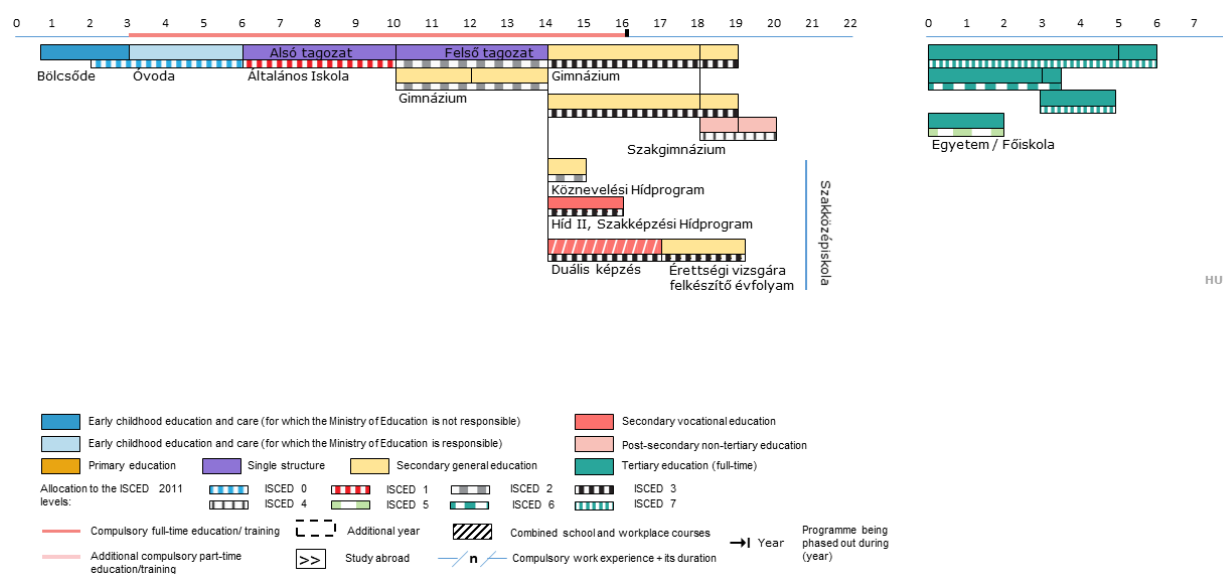 0 1 2 3 4 5 6 7 8 9 10 11 12 13 14 15 16 17 18 19 20 21 22
0 1 2 3 4 5 6 7
Alsó tagozat Felső tagozat
Bölcsőde Óvoda Általános Iskola Gimnázium
Gimnázium
Szakgimnázium
Egyetem / Főiskola
Köznevelési Hídprogram
Híd II, Szakképzési Hídprogram
Duális képzés
Érettségi vizsgára
felkészítő évfolyam
Szakközépiskola
HU
Early childhood education and care (for which the Ministry of Education is not responsible)
Secondary vocational education
Early childhood education and care (for which the Ministry of Education is responsible)
Post-secondary non-tertiary education
Primary education Single structure Secondary general education Tertiary education (full-time)
Allocation to the ISCED 2011
levels:
ISCED 0 ISCED 1 ISCED 2 ISCED 3
ISCED 4 ISCED 5 ISCED 6 ISCED 7
Compulsory full-time education/ training
Additional year
Combined school and workplace courses
Year
Programme being
phased out during
(year)
Additional compulsory part-time
education/training
>> Study abroad
n Compulsory work experience + its duration